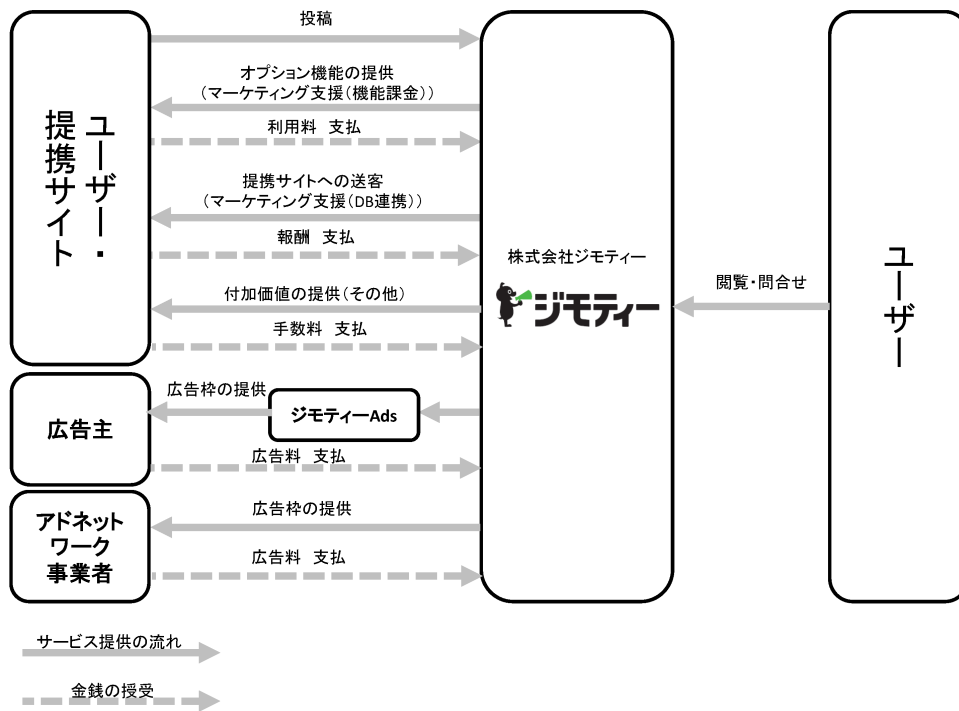 投稿
オプション機能の提供
（マーケティング支援（機能課金））
利用料　支払
ユーザー・
提携サイト
提携サイトへの送客
（マーケティング支援（DB連携））
報酬　支払
付加価値の提供（その他）
手数料　支払
株式会社ジモティー
ジモティー
閲覧・問合せ
ユーザー
広告主
広告枠の提供
ジモティーAds
広告料　支払
アドネット
ワーク
事業者
広告枠の提供
広告料　支払
サービス提供の流れ
金銭の授受